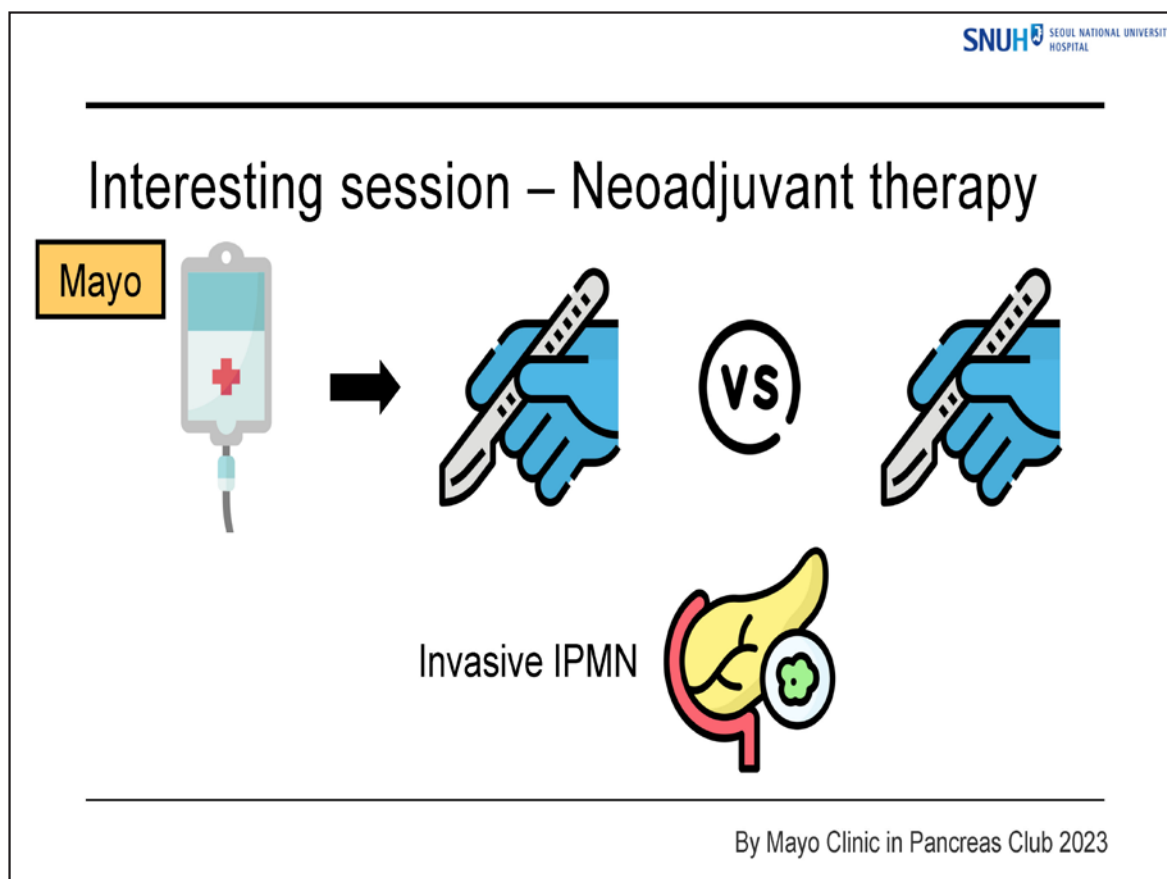 SNUH SEOUL NATIONAL UNIVERSIT
HOSPITAL
Interesting session – Neoadjuvant therapy
Mayo
VS
Invasive IPMN
By Mayo Clinic in Pancreas Club 2023